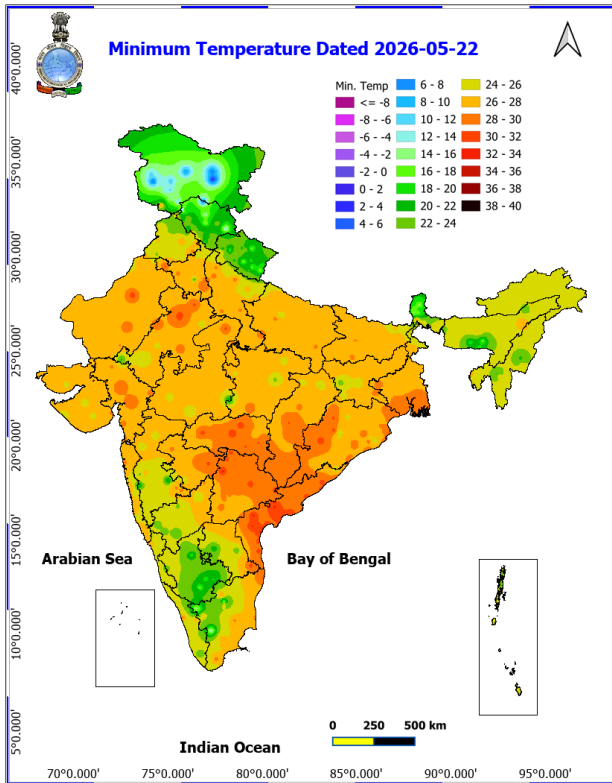 Minimum Temperature Dated 2026-05-22
Min. Temp
<= -8
-8 - -6
-6 - -4
-4 - -2
-2 - 0
0 - 2
2 - 4
4 - 6
6 - 8
8 - 10
10 - 12
12 - 14
14 - 16
16 - 18
18 - 20
20 - 22
22 - 24
24 - 26
26 - 28
28 - 30
30 - 32
32 - 34
34 - 36
36 - 38
38 - 40
40°0.000'
35°0.000'
30°0.000'
25°0.000'
20°0.000'
15°0.000'
10°0.000'
5°0.000'
Arabian Sea
Bay of Bengal
Indian Ocean
0 250 500 km
70°0.000' 75°0.000' 80°0.000' 85°0.000' 90°0.000' 95°0.000'